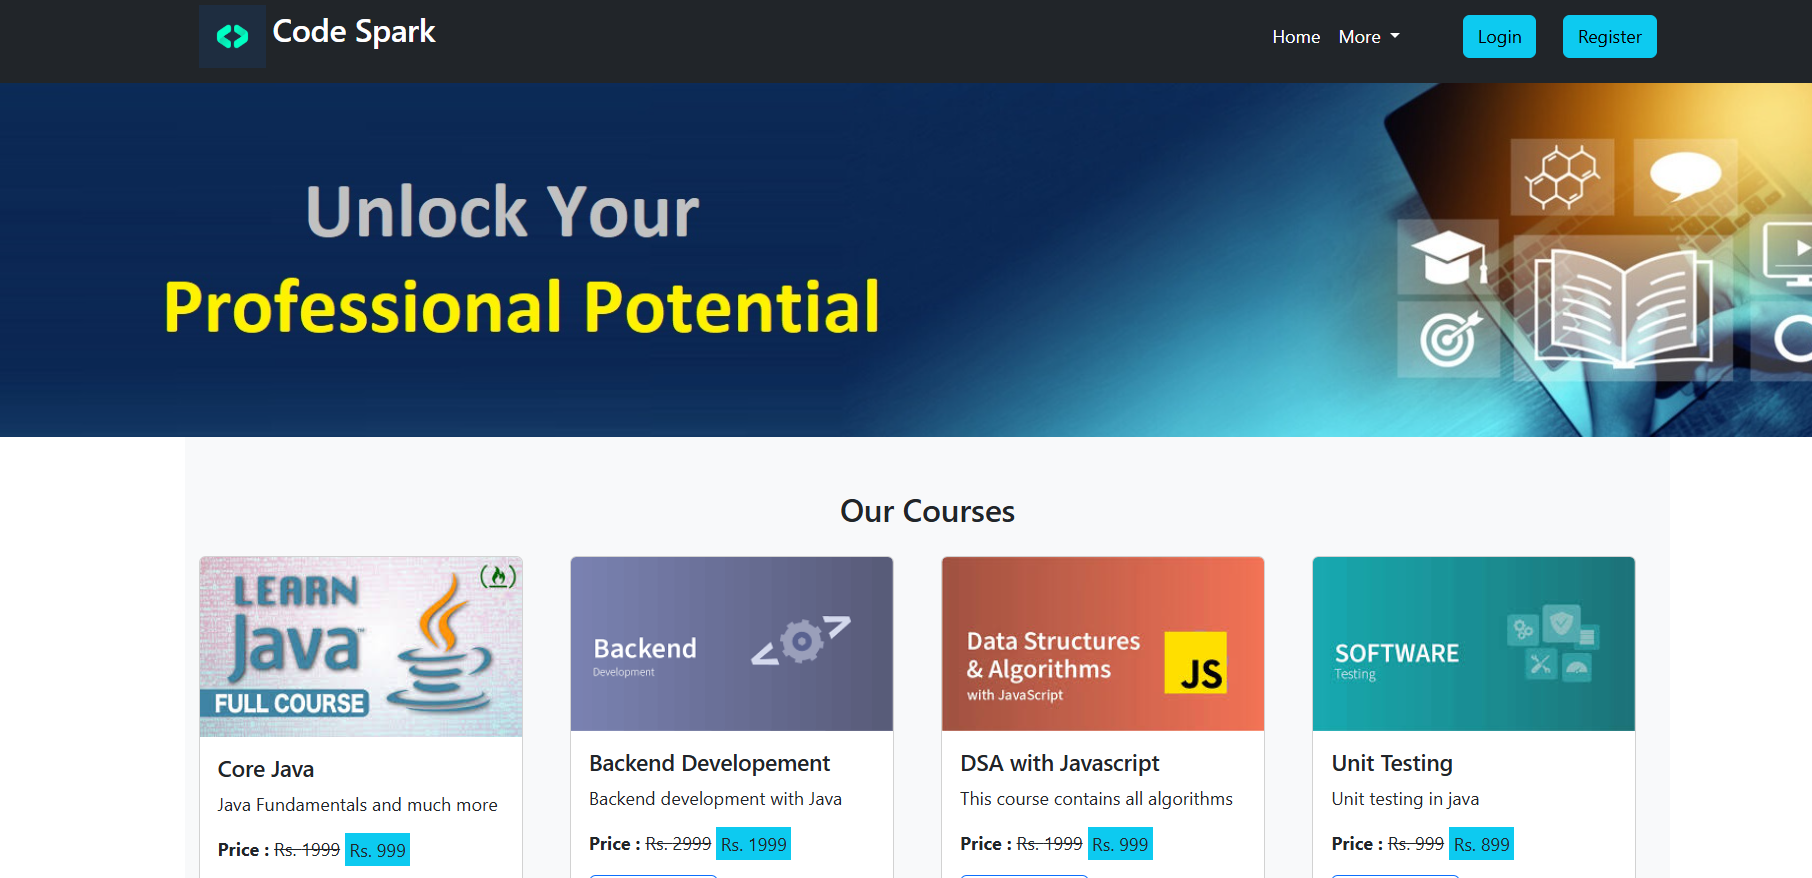 Code Spark
Home More Login Register
Unlock Your
Professional Potential
Our Courses
LEARN
Java™
FULL COURSE
Core Java
Java Fundamentals and much more
Price : Rs. 1999 Rs. 999
Backend
Development
Backend Developement
Backend development with Java
Price : Rs. 2999 Rs. 1999
Data Structures
& Algorithms
with JavaScript
JS
DSA with Javascript
This course contains all algorithms
Price : Rs. 1999 Rs. 999
SOFTWARE
Testing
Unit Testing
Unit testing in java
Price : Rs. 999 Rs. 899